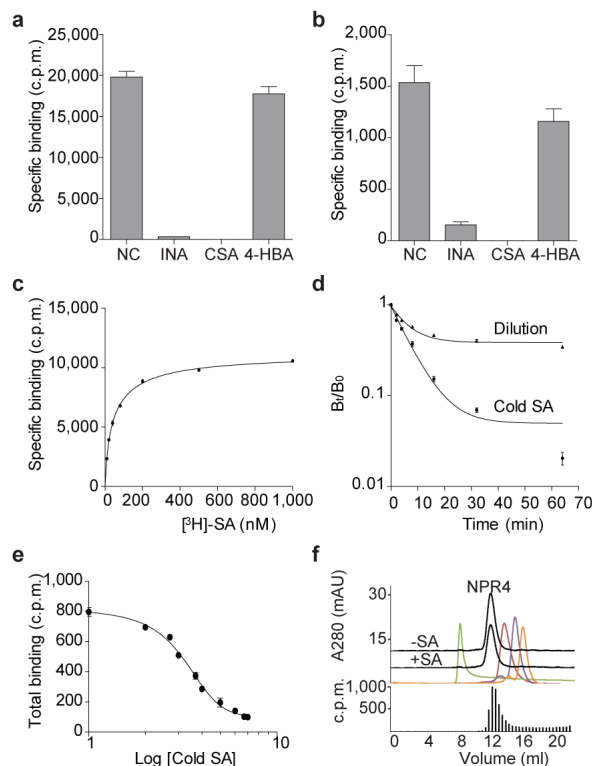 a
Specific binding (c.p.m.)
25,000
20,000
15,000
10,000
5,000
0
NC INA CSA 4-HBA
b
Specific binding (c.p.m.)
2,000
1,500
1,000
500
0
NC INA CSA 4-HBA
c
Specific binding (c.p.m.)
15,000
10,000
5,000
0
0 200 400 600 800 1,000
[³H]-SA (nM)
d
Bt/B0
1
0.1
0.01
Dilution
Cold SA
0 10 20 30 40 50 60 70
Time (min)
e
Total binding (c.p.m.)
1,000
800
600
400
200
0
1 10
Log [Cold SA]
f
A280 (mAU)
30
15
NPR4
-SA
+SA
c.p.m.
1,000
500
0 4 8 12 16 20
Volume (ml)